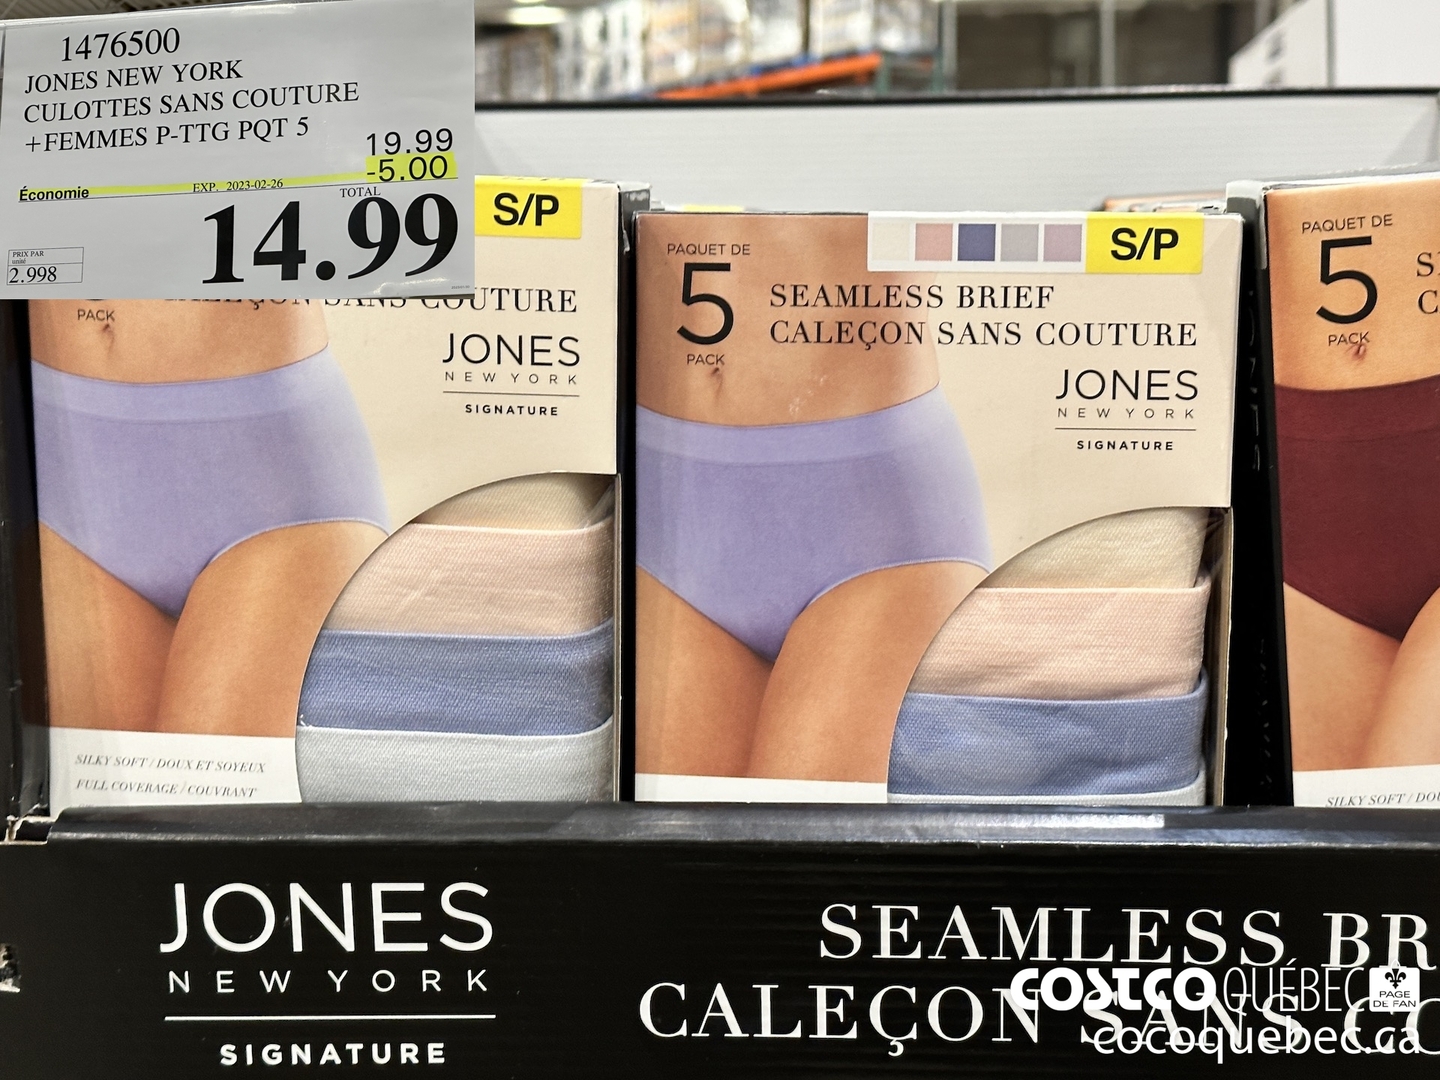 1476500
JONES NEW YORK
CULOTTES SANS COUTURE
+FEMMES P-TTG PQT 5
19.99
-5.00
Économie
EXP. 2023-02-26
TOTAL
14.99
PRIX PAR
unité
2.998
S/P
CALEÇON SANS COUTURE
PACK
JONES
NEW YORK
SIGNATURE
SILKY SOFT / DOUX ET SOYEUX
FULL COVERAGE / COUVRANT
PAQUET DE
5
PACK
S/P
SEAMLESS BRIEF
CALEÇON SANS COUTURE
JONES
NEW YORK
SIGNATURE
PAQUET DE
5
PACK
S
C
SILKY SOFT / DOU
JONES
NEW YORK
SIGNATURE
SEAMLESS BR
CALEÇON SANS CO
COSTCO QUÉBEC
PAGE
DE FAN
cocoquebec.ca